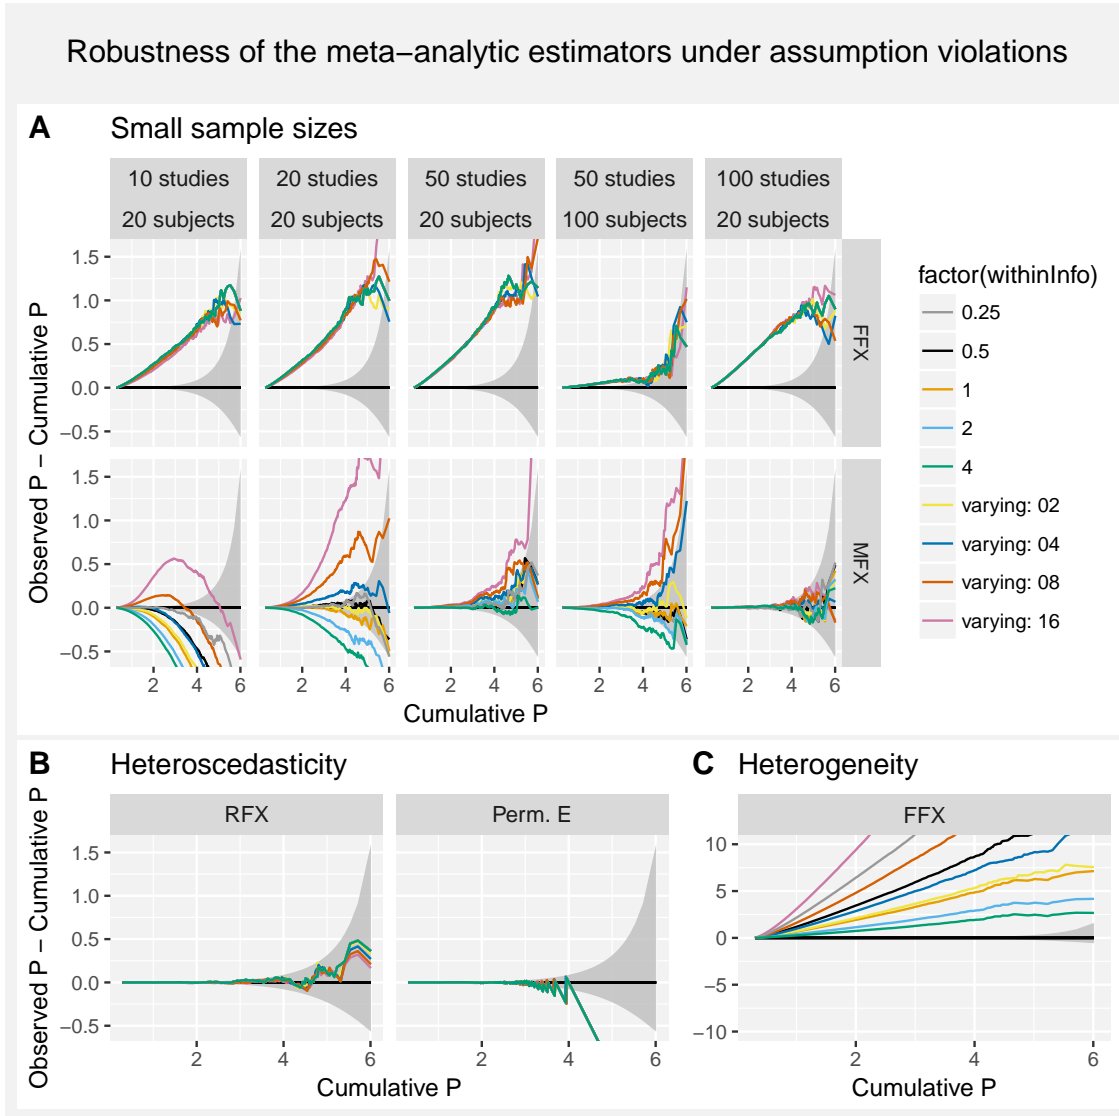 Robustness of the meta−analytic estimators under assumption violations
A Small sample sizes
10 studies 20 studies 50 studies 50 studies 100 studies
20 subjects 20 subjects 20 subjects 100 subjects 20 subjects
1.5
1.0
0.5
0.0
−0.5
FFX
1.5
1.0
0.5
0.0
−0.5
MFX
Observed P − Cumulative P
2 4 6 2 4 6 2 4 6 2 4 6 2 4 6
Cumulative P
factor(withinInfo)
0.25
0.5
1
2
4
varying: 02
varying: 04
varying: 08
varying: 16
B Heteroscedasticity
RFX Perm. E
1.5
1.0
0.5
0.0
−0.5
Observed P − Cumulative P
2 4 6 2 4 6
Cumulative P
C Heterogeneity
FFX
10
5
0
−5
−10
2 4 6
Cumulative P